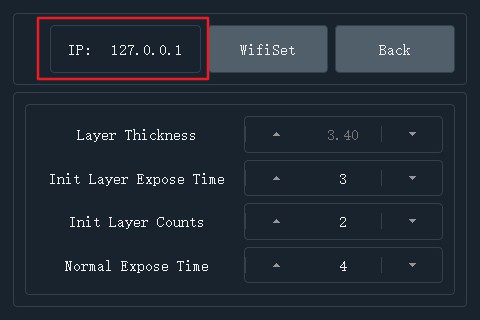 IP: 127.0.0.1 WifiSet Back
Layer Thickness 3.40
Init Layer Expose Time 3
Init Layer Counts 2
Normal Expose Time 4